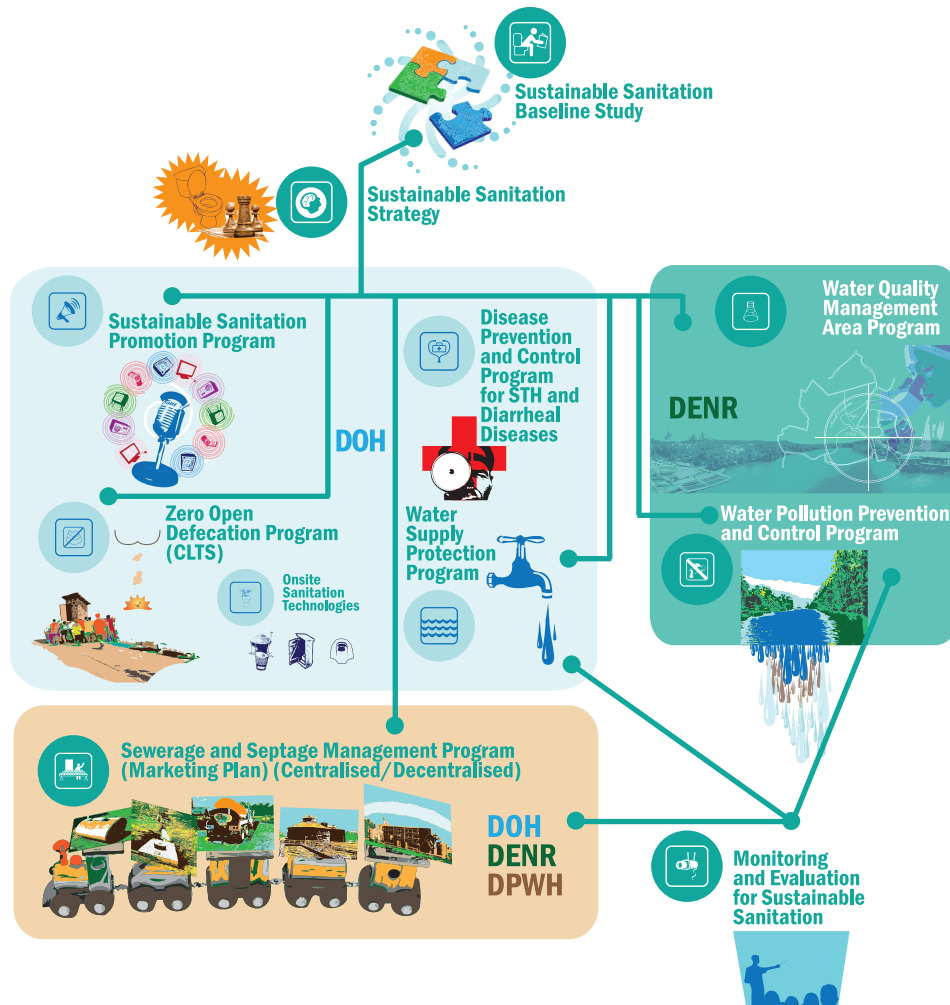 Sustainable Sanitation
Baseline Study
Sustainable Sanitation
Strategy
Sustainable Sanitation
Promotion Program
Disease
Prevention
and Control
Program
for STH and
Diarrheal
Diseases
DOH
Zero Open
Defecation Program
(CLTS)
Onsite
Sanitation
Technologies
Water
Supply
Protection
Program
Water Quality
Management
Area Program
DENR
Water Pollution Prevention
and Control Program
Sewerage and Septage Management Program
(Marketing Plan) (Centralised/Decentralised)
DOH
DENR
DPWH
Monitoring
and Evaluation
for Sustainable
Sanitation